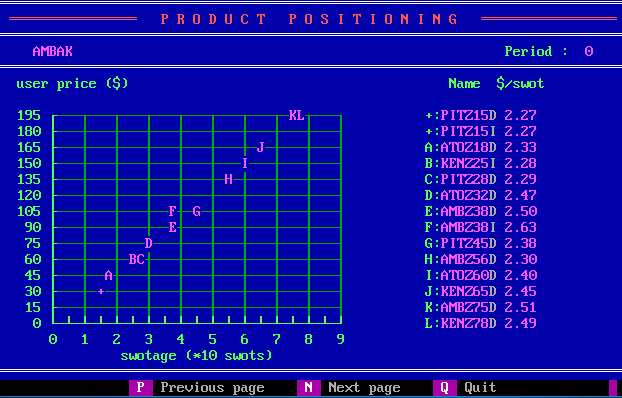 PRODUCT POSITIONING
AMBAK Period : 0
user price ($) Name $/swot
195 KL +:PITZ15D 2.27
180 +:PITZ15I 2.27
165 J A:ATOZ18D 2.33
150 I B:KENZ25I 2.28
135 H C:PITZ28D 2.29
120 D:ATOZ32D 2.47
105 F G E:AMBZ38D 2.50
90 E F:AMBZ38I 2.63
75 D G:PITZ45D 2.38
60 BC H:AMBZ56D 2.30
45 A I:ATOZ60D 2.40
30 + J:KENZ65D 2.45
15 K:AMBZ75D 2.51
0 L:KENZ78D 2.49
0 1 2 3 4 5 6 7 8 9
swotage (*10 swots)
P Previous page N Next page Q Quit